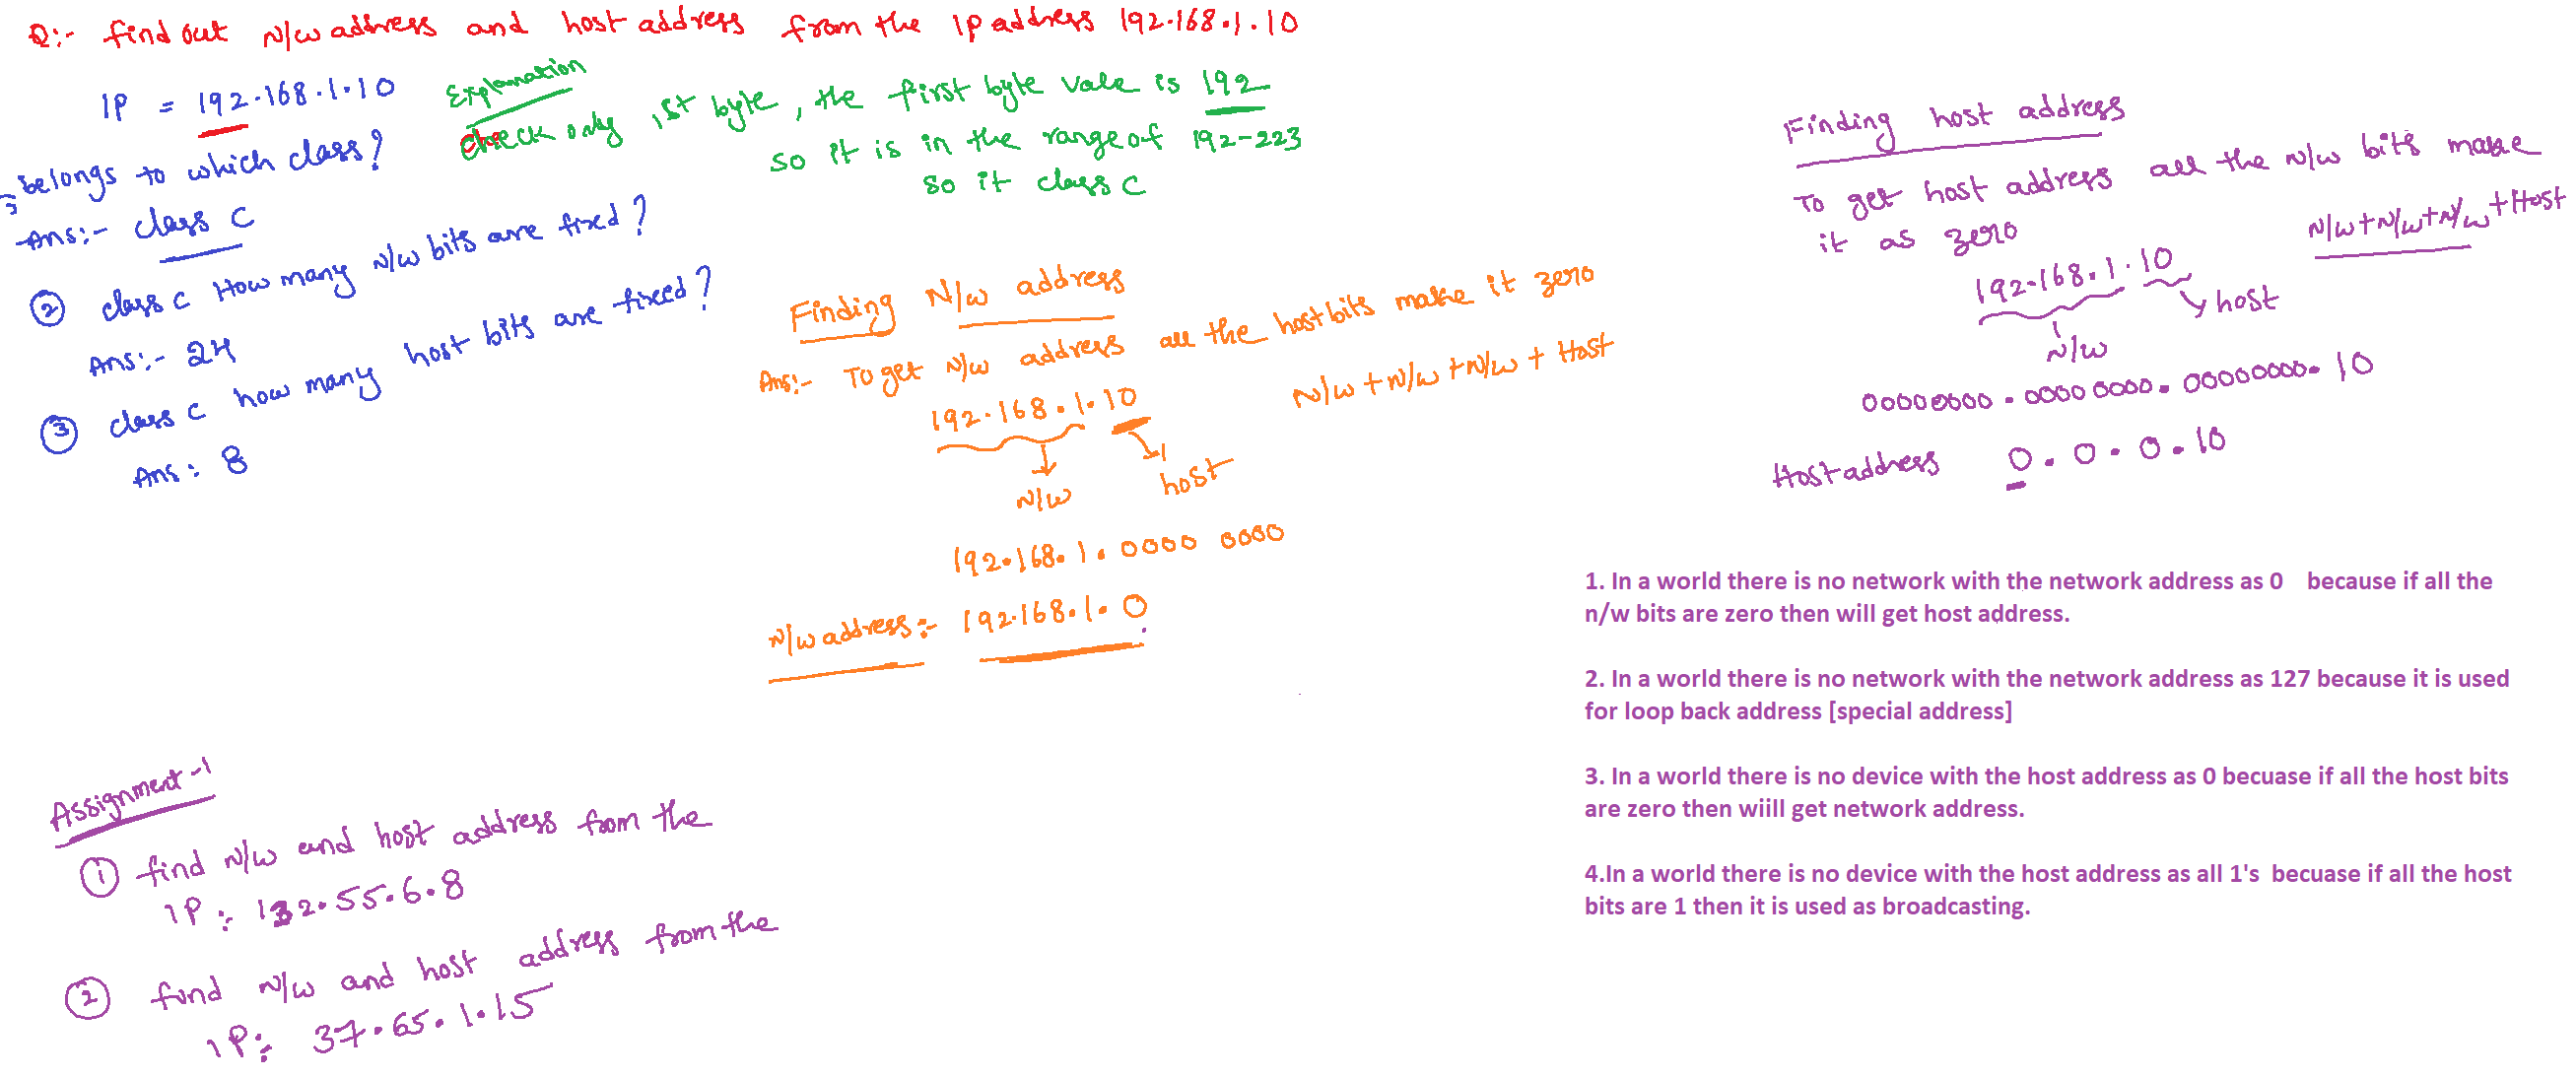 Q:- find out N/w address and host address from the IP address 192.168.1.10
IP = 192.168.1.10
belongs to which class?
Ans:- class C
② class C How many N/w bits are fixed?
Ans:- 24
③ class C how many host bits are fixed?
Ans: 8
Explanation
check only 1st byte, the first byte vale is 192
so it is in the range of 192-223
so it class C
Finding N/w address
Ans:- To get N/w address all the host bits make it zero
N/w + N/w + N/w + Host
192.168.1.10
N/w host
192.168.1.0000 0000
N/w address:- 192.168.1.0
Finding host address
To get host address all the N/w bits make
it as zero
N/w+N/w+N/w+Host
192.168.1.10
host
N/w
00000000.00000000.00000000.10
Host address 0.0.0.10
1. In a world there is no network with the network address as 0 because if all the
n/w bits are zero then will get host address.
2. In a world there is no network with the network address as 127 because it is used
for loop back address [special address]
3. In a world there is no device with the host address as 0 becuase if all the host bits
are zero then wiill get network address.
4.In a world there is no device with the host address as all 1's becuase if all the host
bits are 1 then it is used as broadcasting.
Assignment-1
① find N/w and host address from the
IP: 132.55.6.8
② find N/w and host address from the
IP: 37.65.1.15